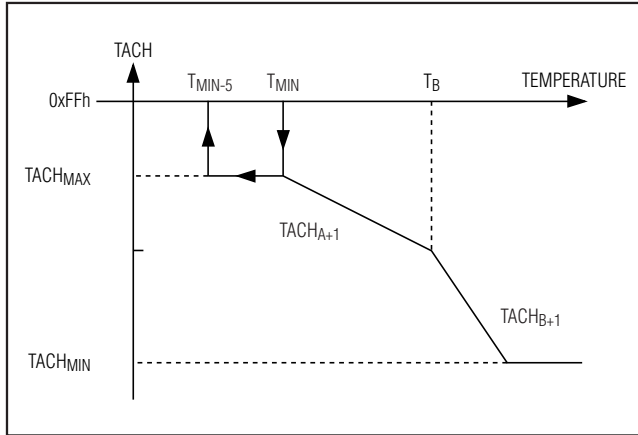 TACH
T_MIN-5 T_MIN T_B TEMPERATURE
0xFFh
TACH_MAX
TACH_A+1
TACH_B+1
TACH_MIN